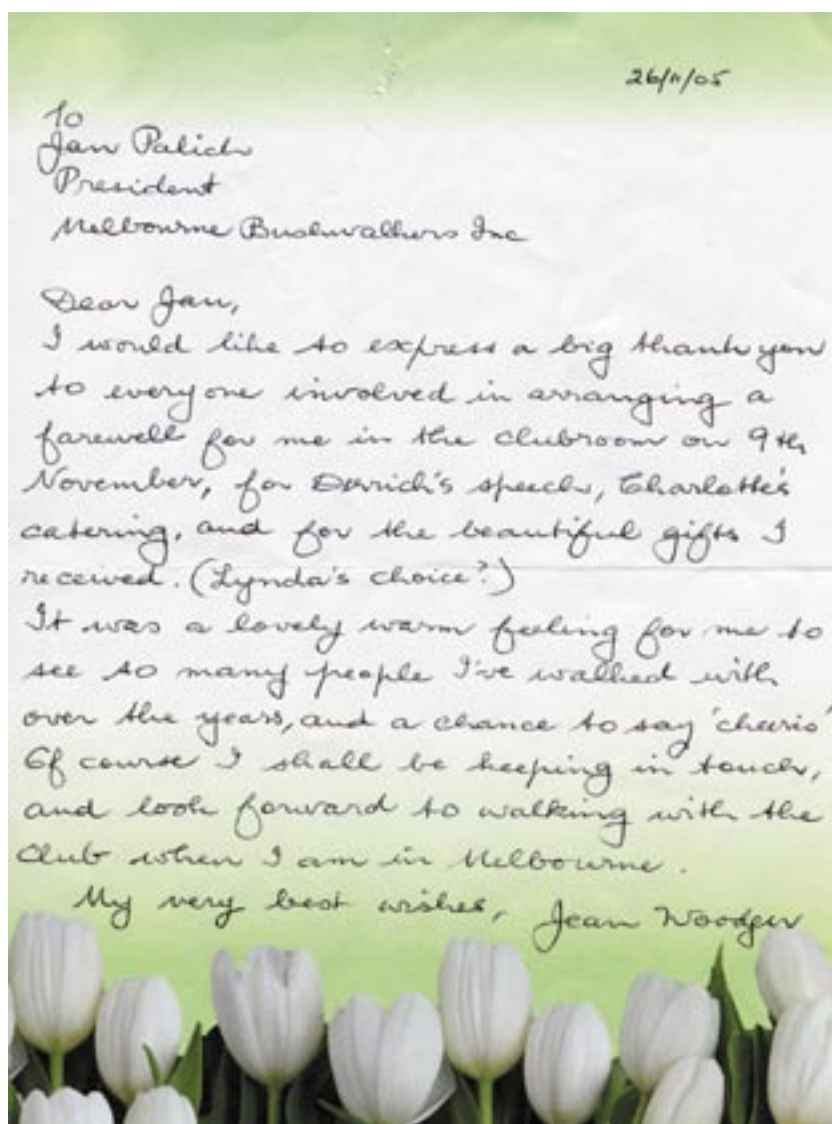 26/11/05
To
Jan Palich
President
Melbourne Bushwalkers Inc
Dear Jan,
I would like to express a big thank you
to everyone involved in arranging a
farewell for me in the clubroom on 9th
November, for Derrick's speech, Charlotte's
catering, and for the beautiful gifts I
received. (Lynda's choice?)
It was a lovely warm feeling for me to
see so many people I've walked with
over the years, and a chance to say 'cheerio'
Of course I shall be keeping in touch,
and look forward to walking with the
Club when I am in Melbourne.
My very best wishes, Jean Woodger